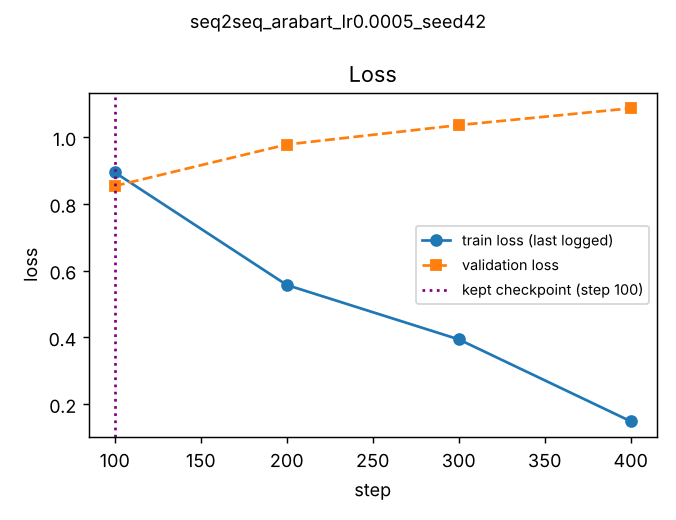 seq2seq_arabart_lr0.0005_seed42
Loss
loss
1.0
0.8
0.6
0.4
0.2
train loss (last logged)
validation loss
kept checkpoint (step 100)
100 150 200 250 300 350 400
step